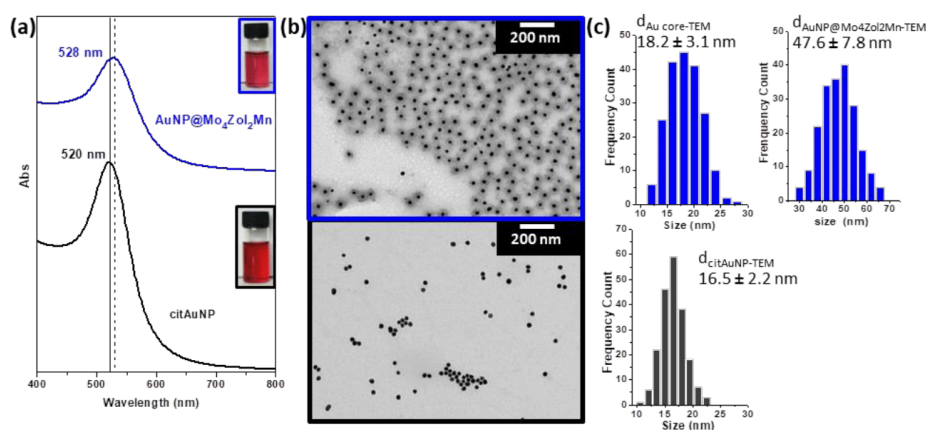 (a)
528 nm
AuNP@Mo₄Zol₂Mn
520 nm
citAuNP
Abs
400 500 600 700 800
Wavelength (nm)
(b)
200 nm
200 nm
(c)
d Au core-TEM
18.2 ± 3.1 nm
50
40
30
20
10
0
Frequency Count
10 15 20 25 30
Size (nm)
d AuNP@Mo4Zol2Mn-TEM
47.6 ± 7.8 nm
50
40
30
20
10
0
Frenquency Count
30 40 50 60 70
size (nm)
d citAuNP-TEM
16.5 ± 2.2 nm
70
60
50
40
30
20
10
0
Frequency Count
10 15 20 25 30
Size (nm)